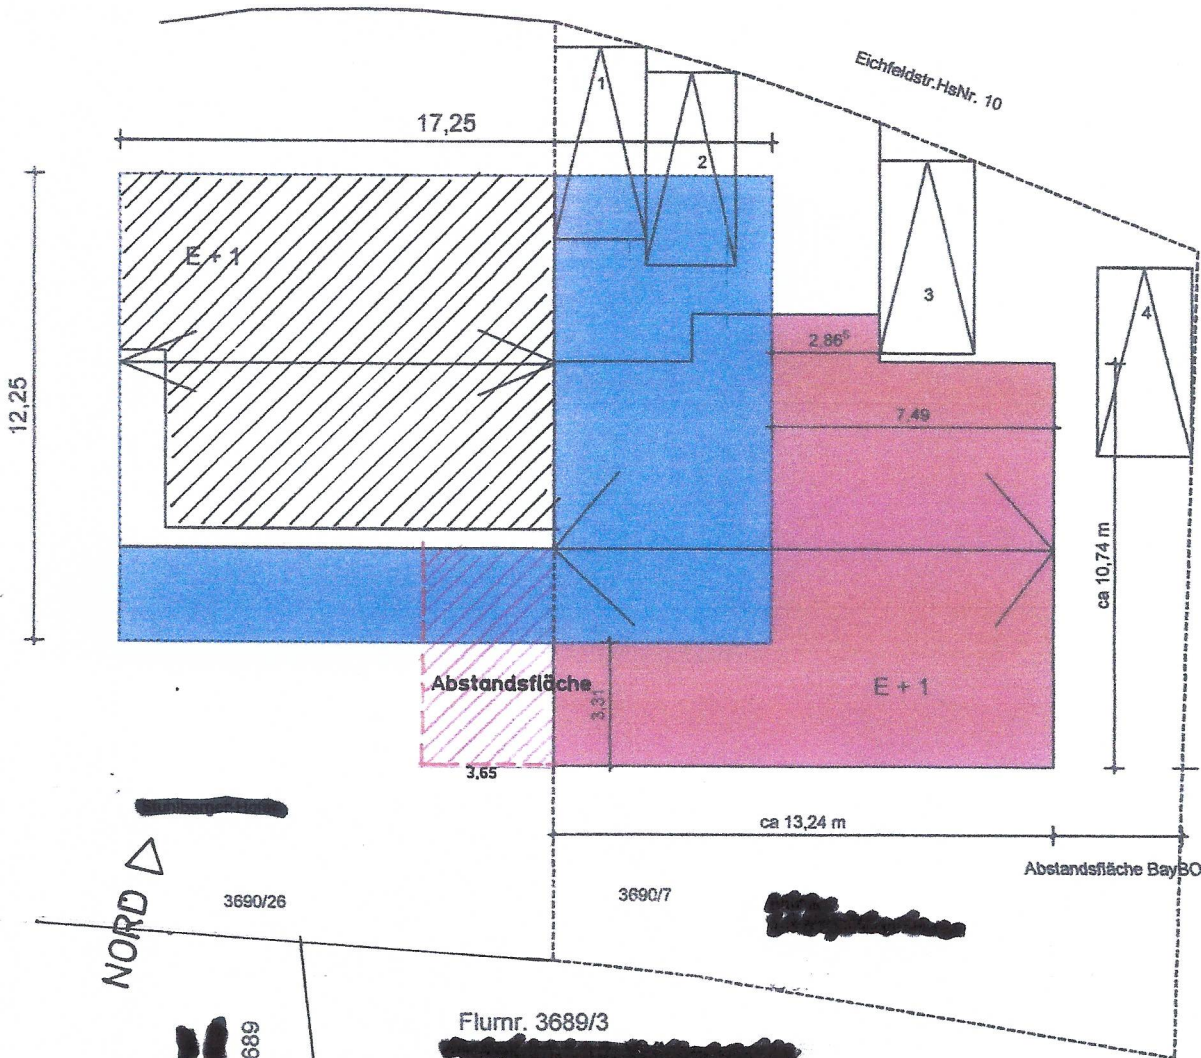 Eichfeldstr.HsNr. 10
17,25
1
2
3
4
E + 1
12,25
2.86⁵
7.49
ca 10,74 m
E + 1
Abstandsfläche
3,31
3,65
ca 13,24 m
Abstandsfläche BayBO
NORD
3690/26
3690/7
Flurnr. 3689/3
689